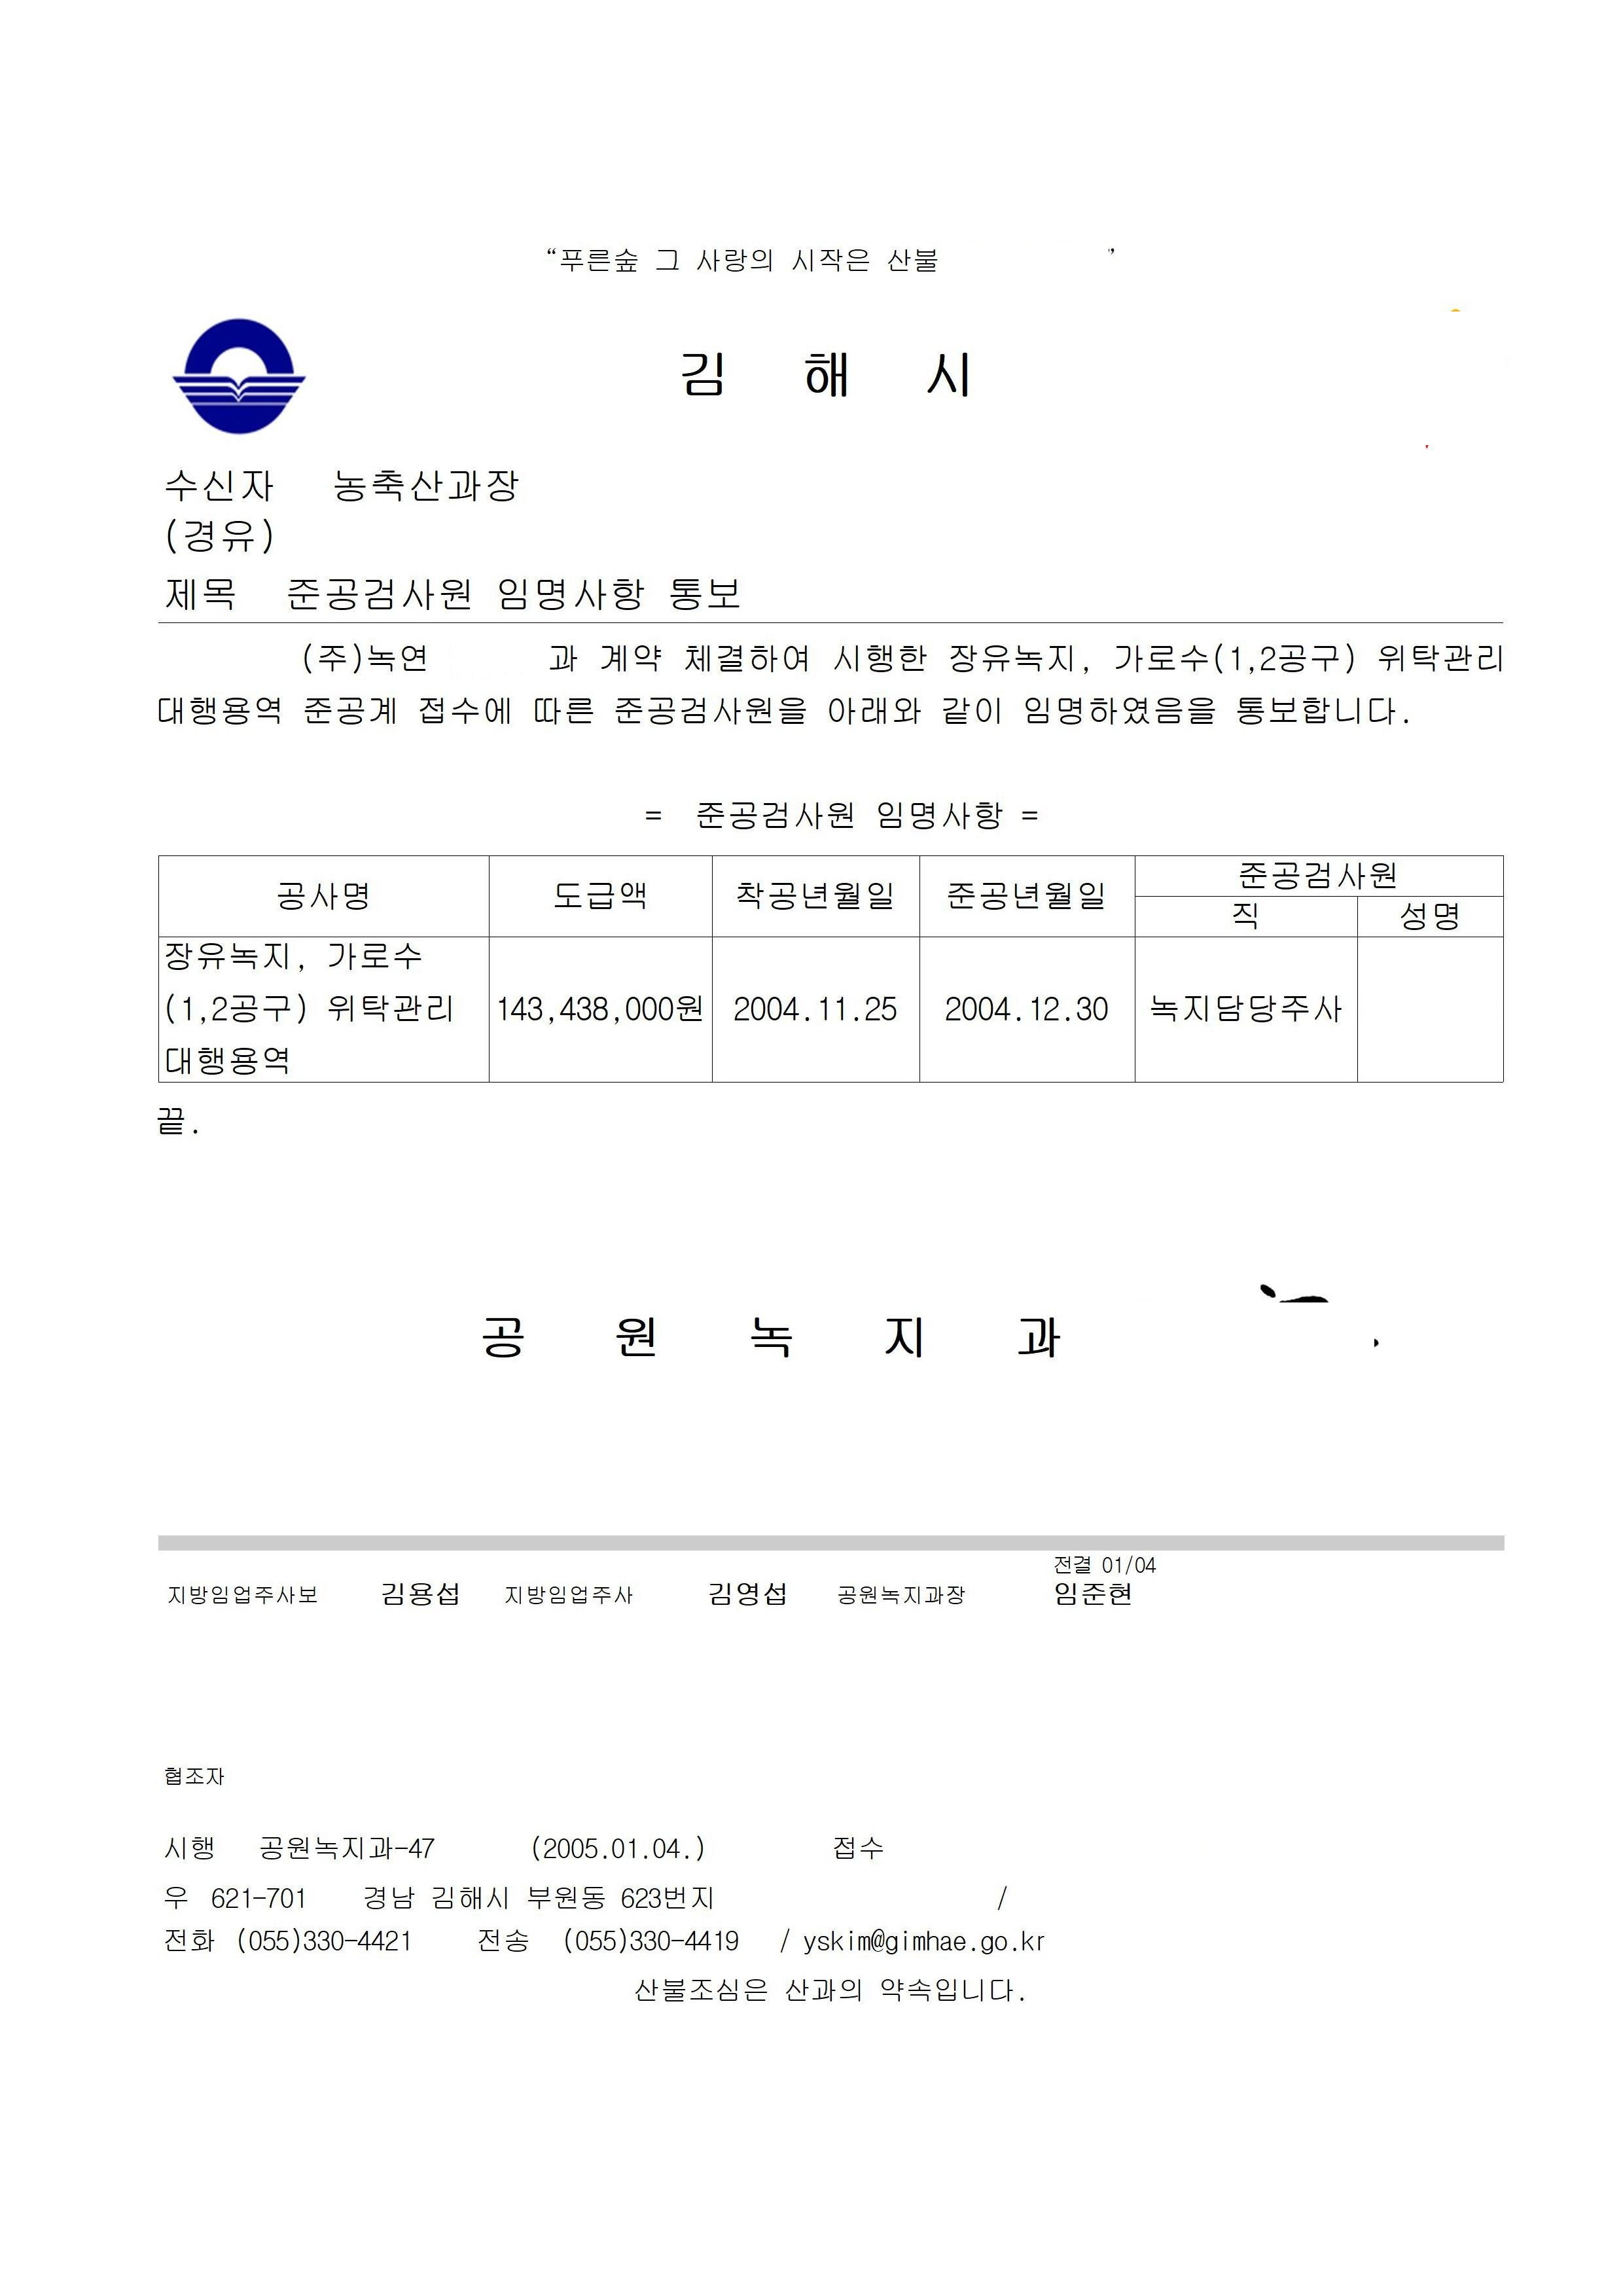 “푸른숲 그 사랑의 시작은 산불 ”
김 해 시
수신자 농축산과장
(경유)
제목 준공검사원 임명사항 통보
(주)녹연 과 계약 체결하여 시행한 장유녹지, 가로수(1,2공구) 위탁관리
대행용역 준공계 접수에 따른 준공검사원을 아래와 같이 임명하였음을 통보합니다.
= 준공검사원 임명사항 =
공사명 도급액 착공년월일 준공년월일 준공검사원
직 성명
장유녹지, 가로수
(1,2공구) 위탁관리 143,438,000원 2004.11.25 2004.12.30 녹지담당주사
대행용역
끝.
공 원 녹 지 과
전결 01/04
지방임업주사보 김용섭 지방임업주사 김영섭 공원녹지과장 임준현
협조자
시행 공원녹지과-47 (2005.01.04.) 접수
우 621-701 경남 김해시 부원동 623번지 /
전화 (055)330-4421 전송 (055)330-4419 / yskim@gimhae.go.kr
산불조심은 산과의 약속입니다.